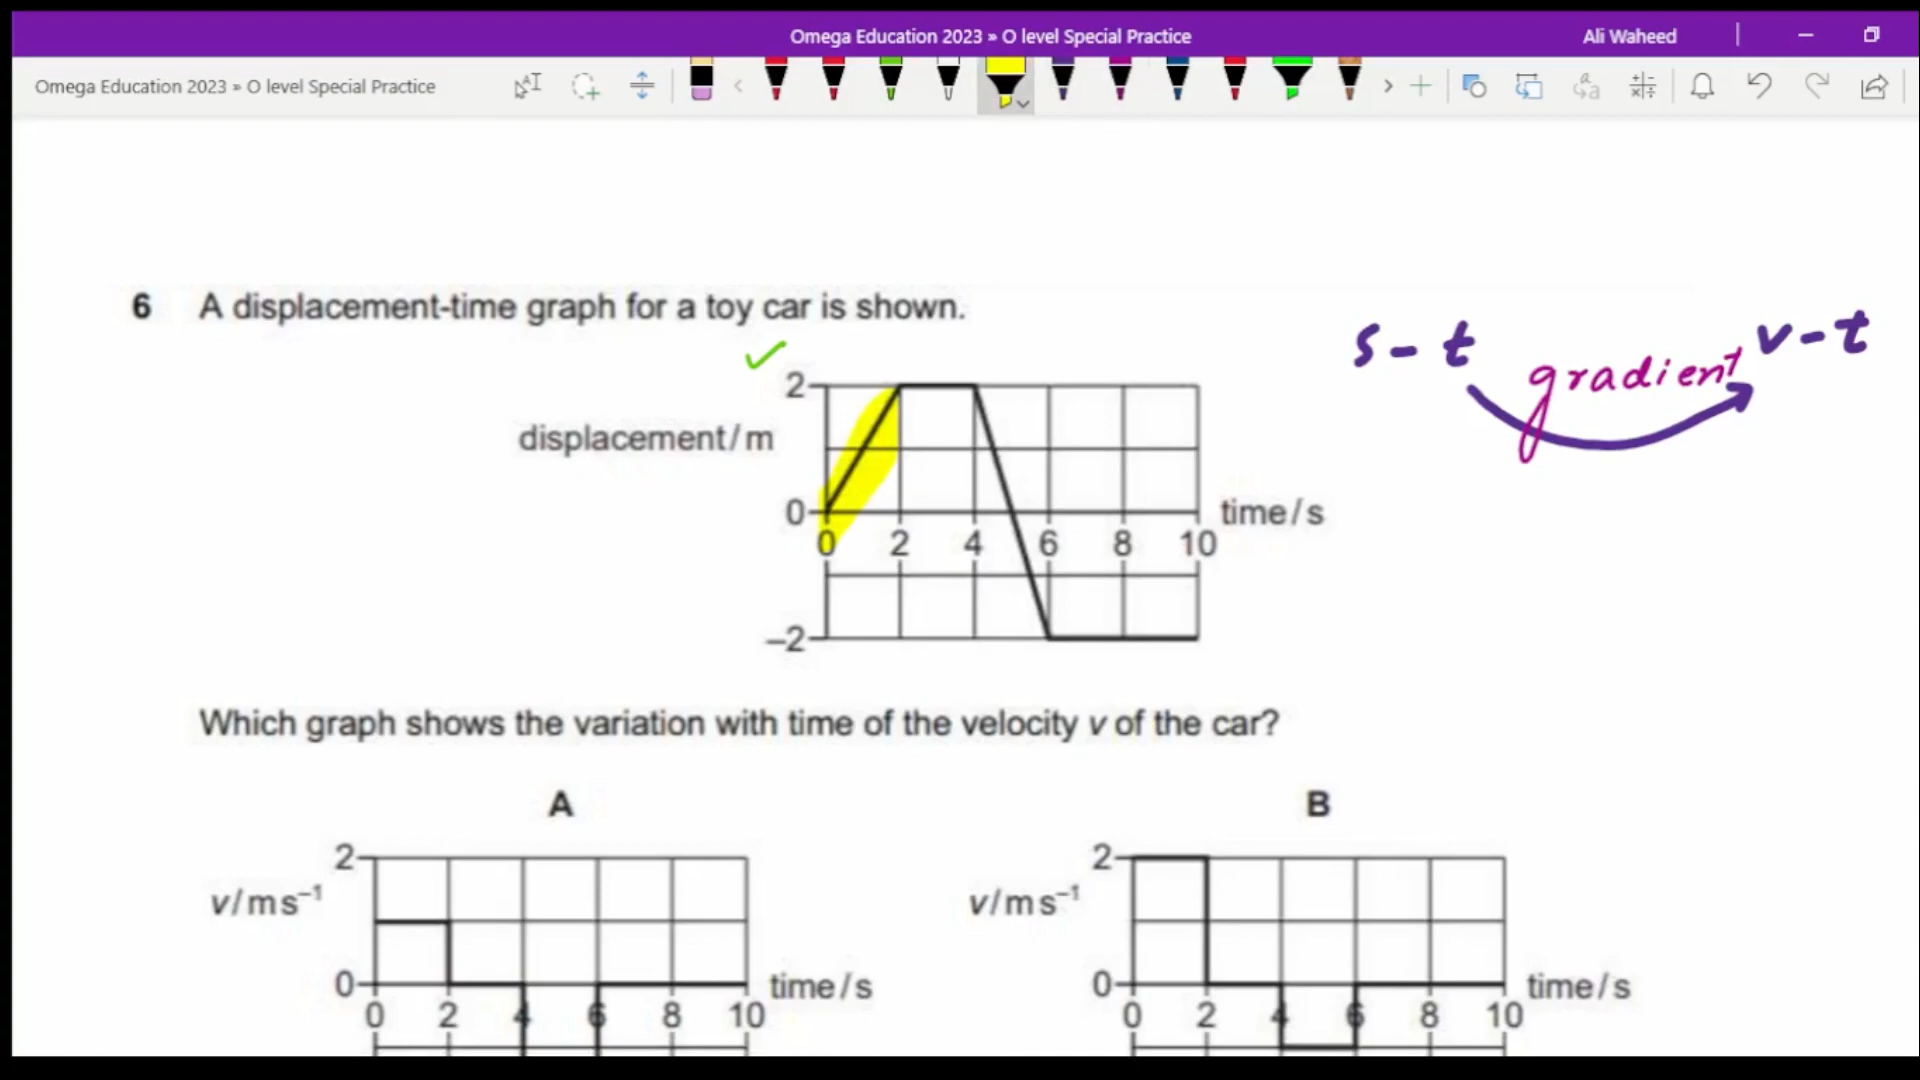 Omega Education 2023 » O level Special Practice
Ali Waheed
Omega Education 2023 » O level Special Practice
6 A displacement-time graph for a toy car is shown.
s - t gradient v - t
2
displacement/m
0 time/s
0 2 4 6 8 10
–2
Which graph shows the variation with time of the velocity v of the car?
A B
2 2
v/m s⁻¹ v/m s⁻¹
0 time/s 0 time/s
0 2 4 6 8 10 0 2 4 6 8 10